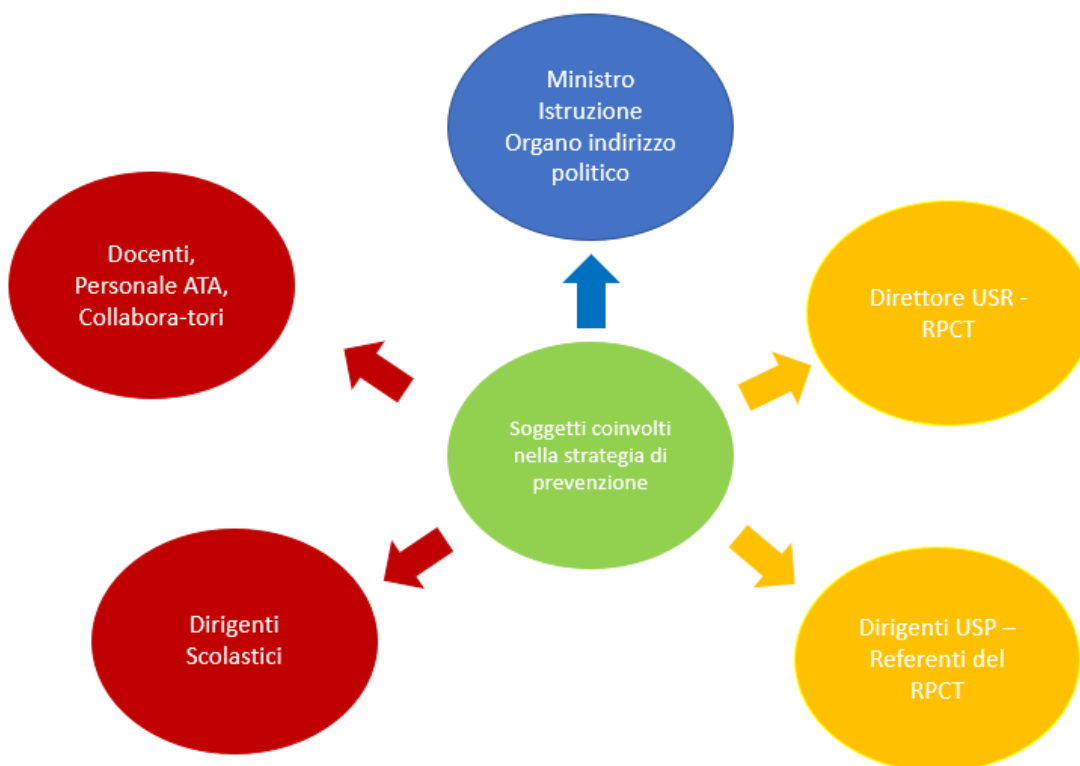 Ministro
Istruzione
Organo indirizzo
politico
Docenti,
Personale ATA,
Collabora-tori
Direttore USR -
RPCT
Soggetti coinvolti
nella strategia di
prevenzione
Dirigenti
Scolastici
Dirigenti USP –
Referenti del
RPCT